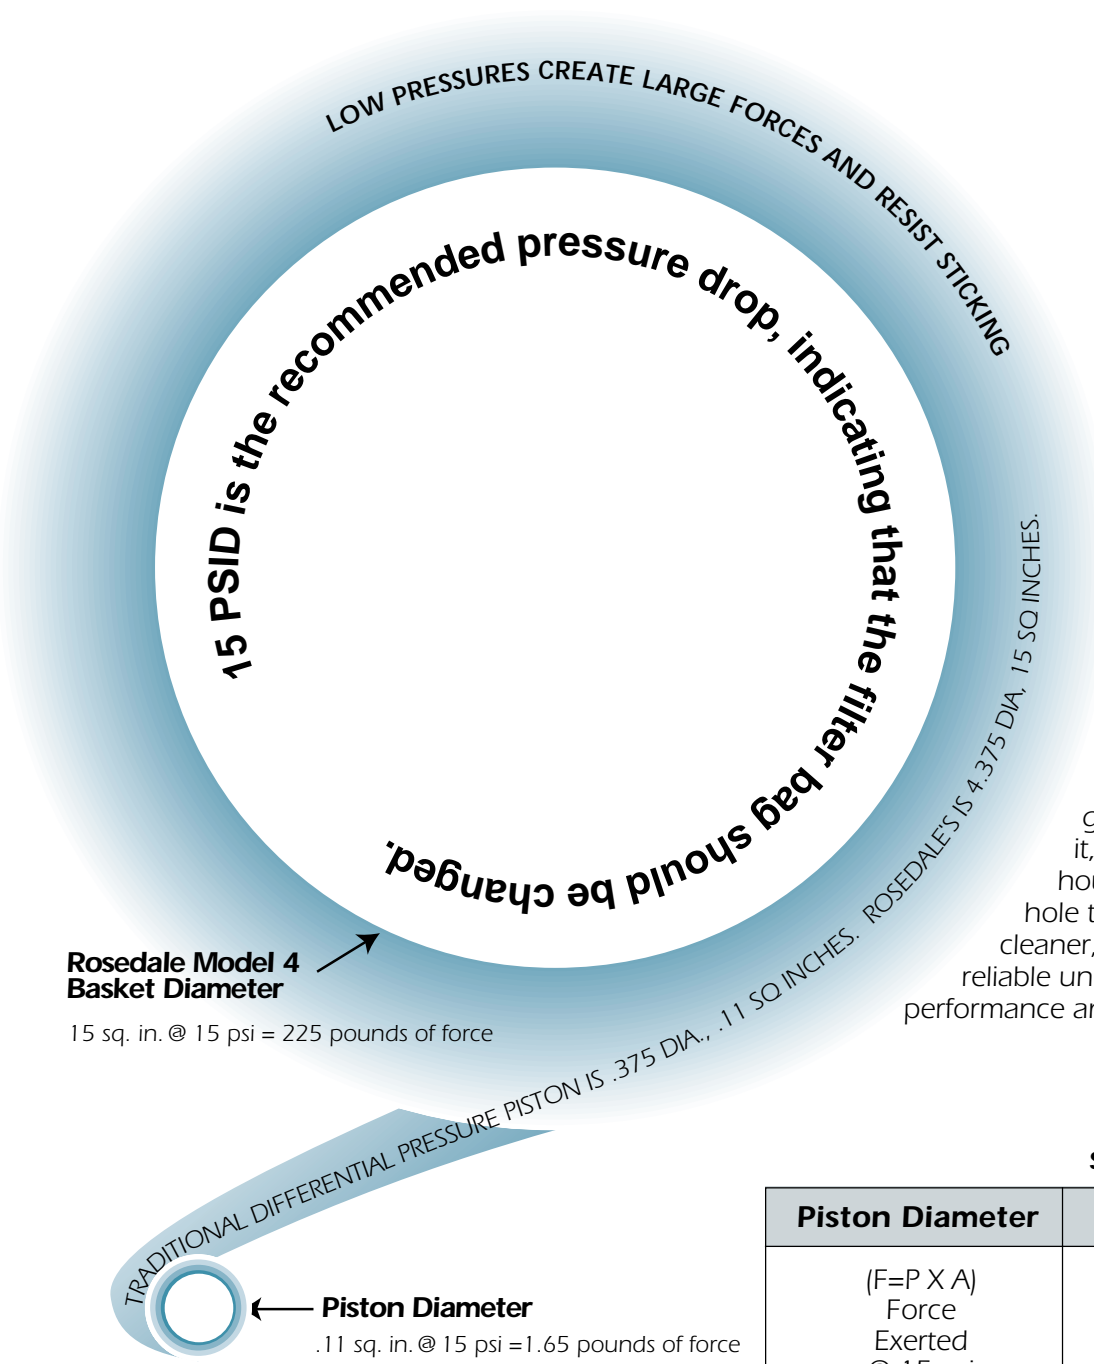 LOW PRESSURES CREATE LARGE FORCES AND RESIST STICKING
15 PSID is the recommended pressure drop, indicating that the filter bag should be changed.
TRADITIONAL DIFFERENTIAL PRESSURE PISTON IS .375 DIA., .11 SQ INCHES. ROSEDALE'S IS 4.375 DIA, 15 SQ INCHES.
it,
hole
cleaner,
reliable
performance
Rosedale Model 4
Basket Diameter
15 sq. in. @ 15 psi = 225 pounds of force
Piston Diameter
.11 sq. in. @ 15 psi =1.65 pounds of force
Piston Diameter
(F=P X A)
Force
Exerted
@ 15 psi